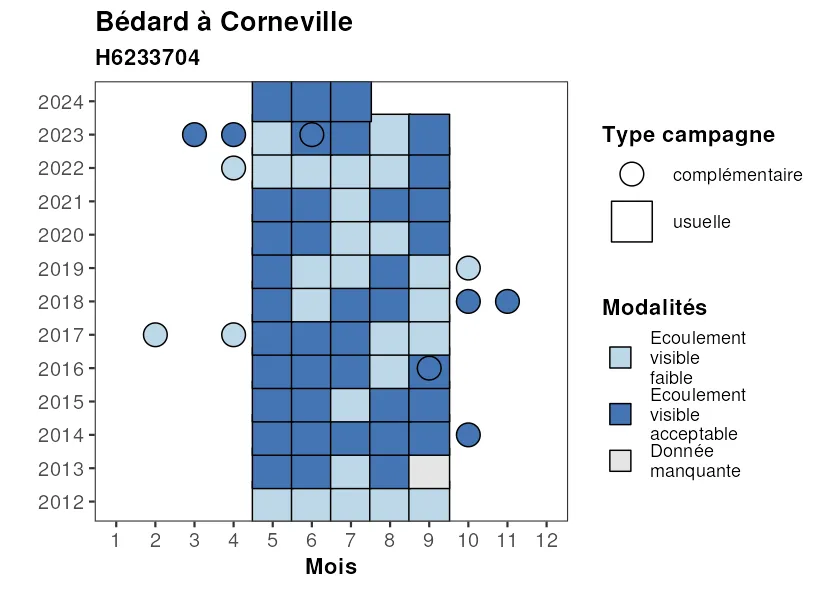 Bédard à Corneville
H6233704
2024
2023
2022
2021
2020
2019
2018
2017
2016
2015
2014
2013
2012
1 2 3 4 5 6 7 8 9 10 11 12
Mois
Type campagne
complémentaire
usuelle
Modalités
Ecoulement
visible
faible
Ecoulement
visible
acceptable
Donnée
manquante